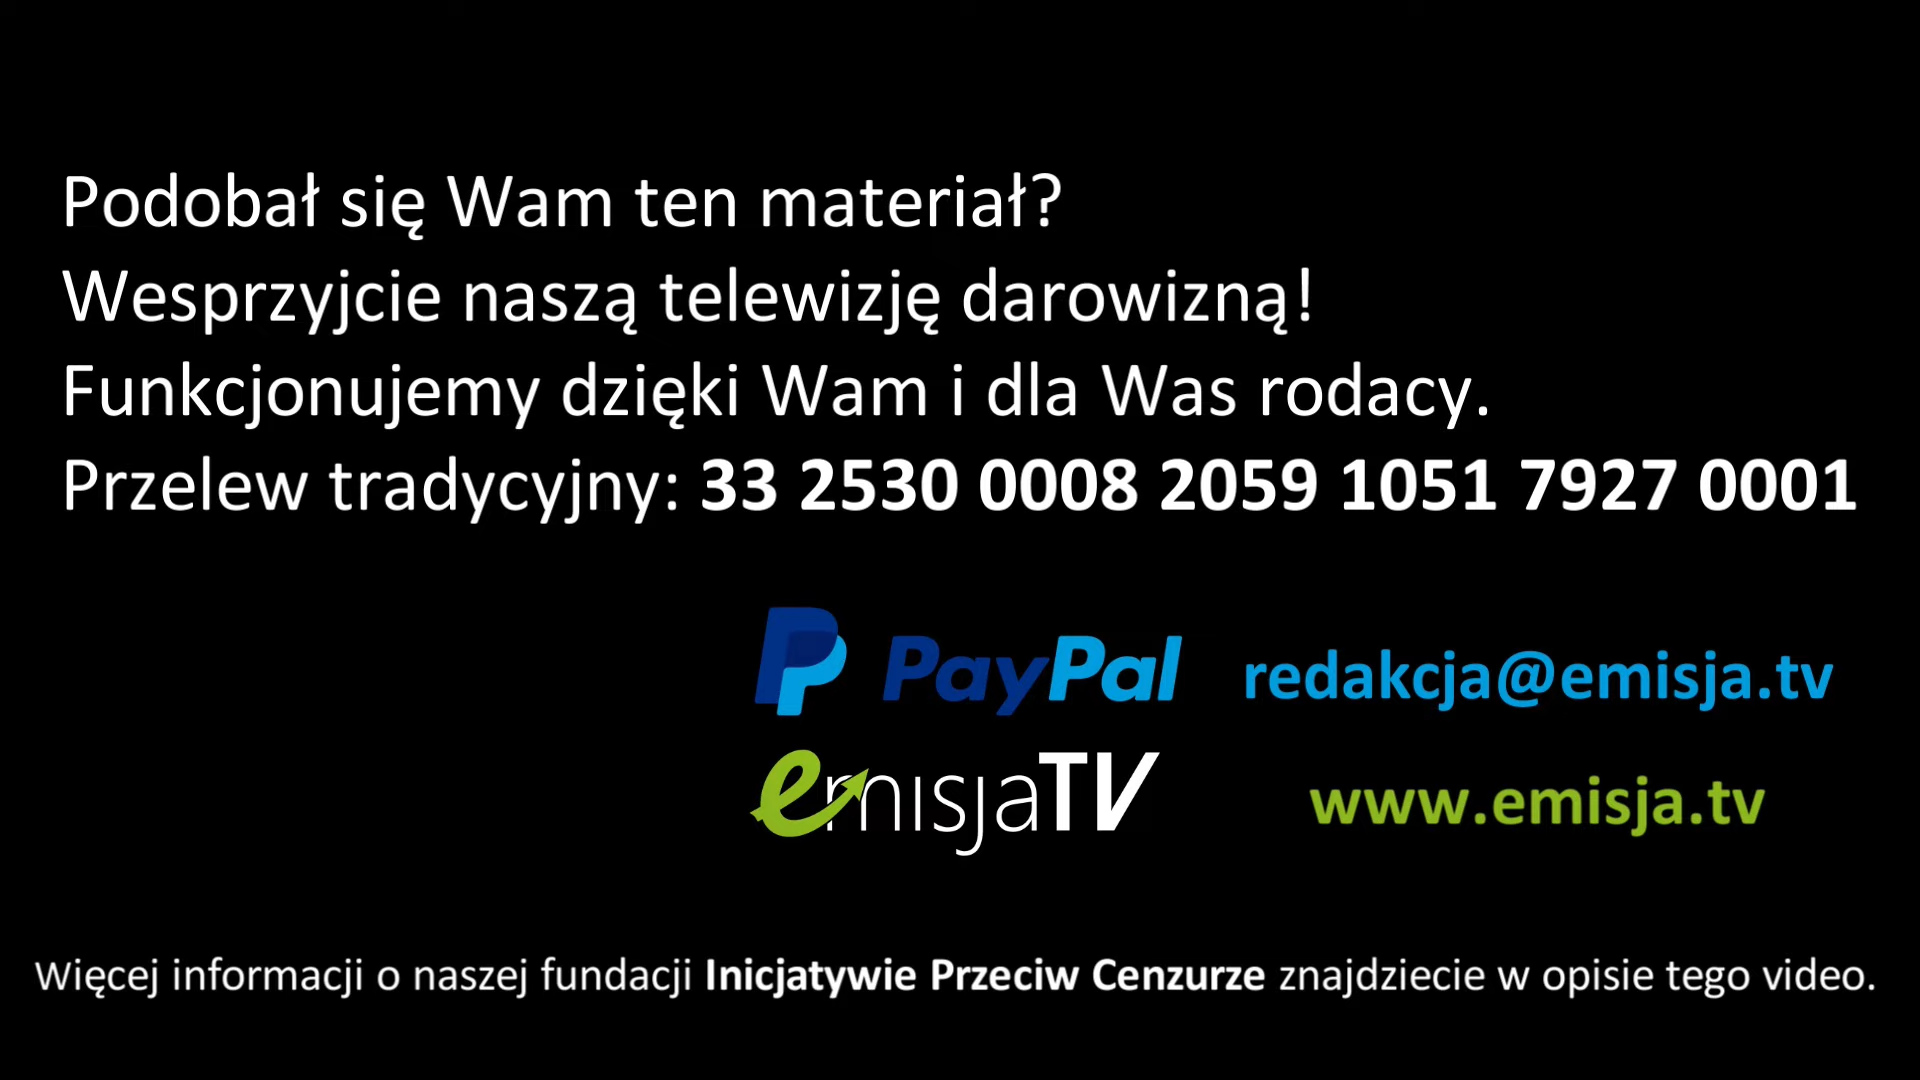 Podobał się Wam ten materiał?
Wesprzyjcie naszą telewizję darowizną!
Funkcjonujemy dzięki Wam i dla Was rodacy.
Przelew tradycyjny: 33 2530 0008 2059 1051 7927 0001
PayPal redakcja@emisja.tv
emisjaTV www.emisja.tv
Więcej informacji o naszej fundacji Inicjatywie Przeciw Cenzurze znajdziecie w opisie tego video.